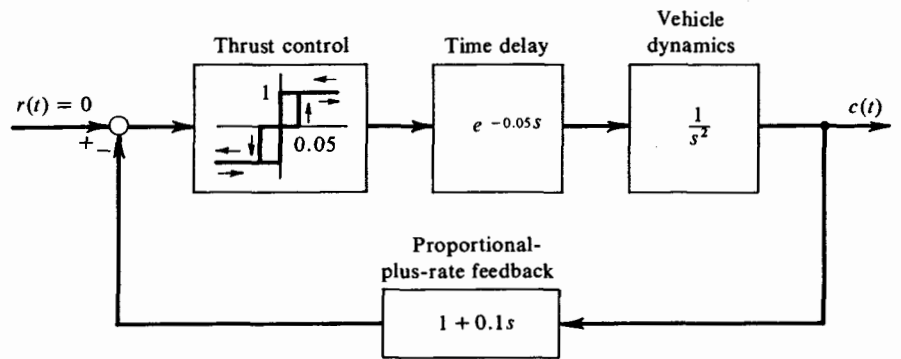 Vehicle
dynamics
Thrust control
Time delay
r(t) = 0
+
−
1
0.05
e^{−0.05s}
1/s²
c(t)
Proportional-
plus-rate feedback
1 + 0.1s